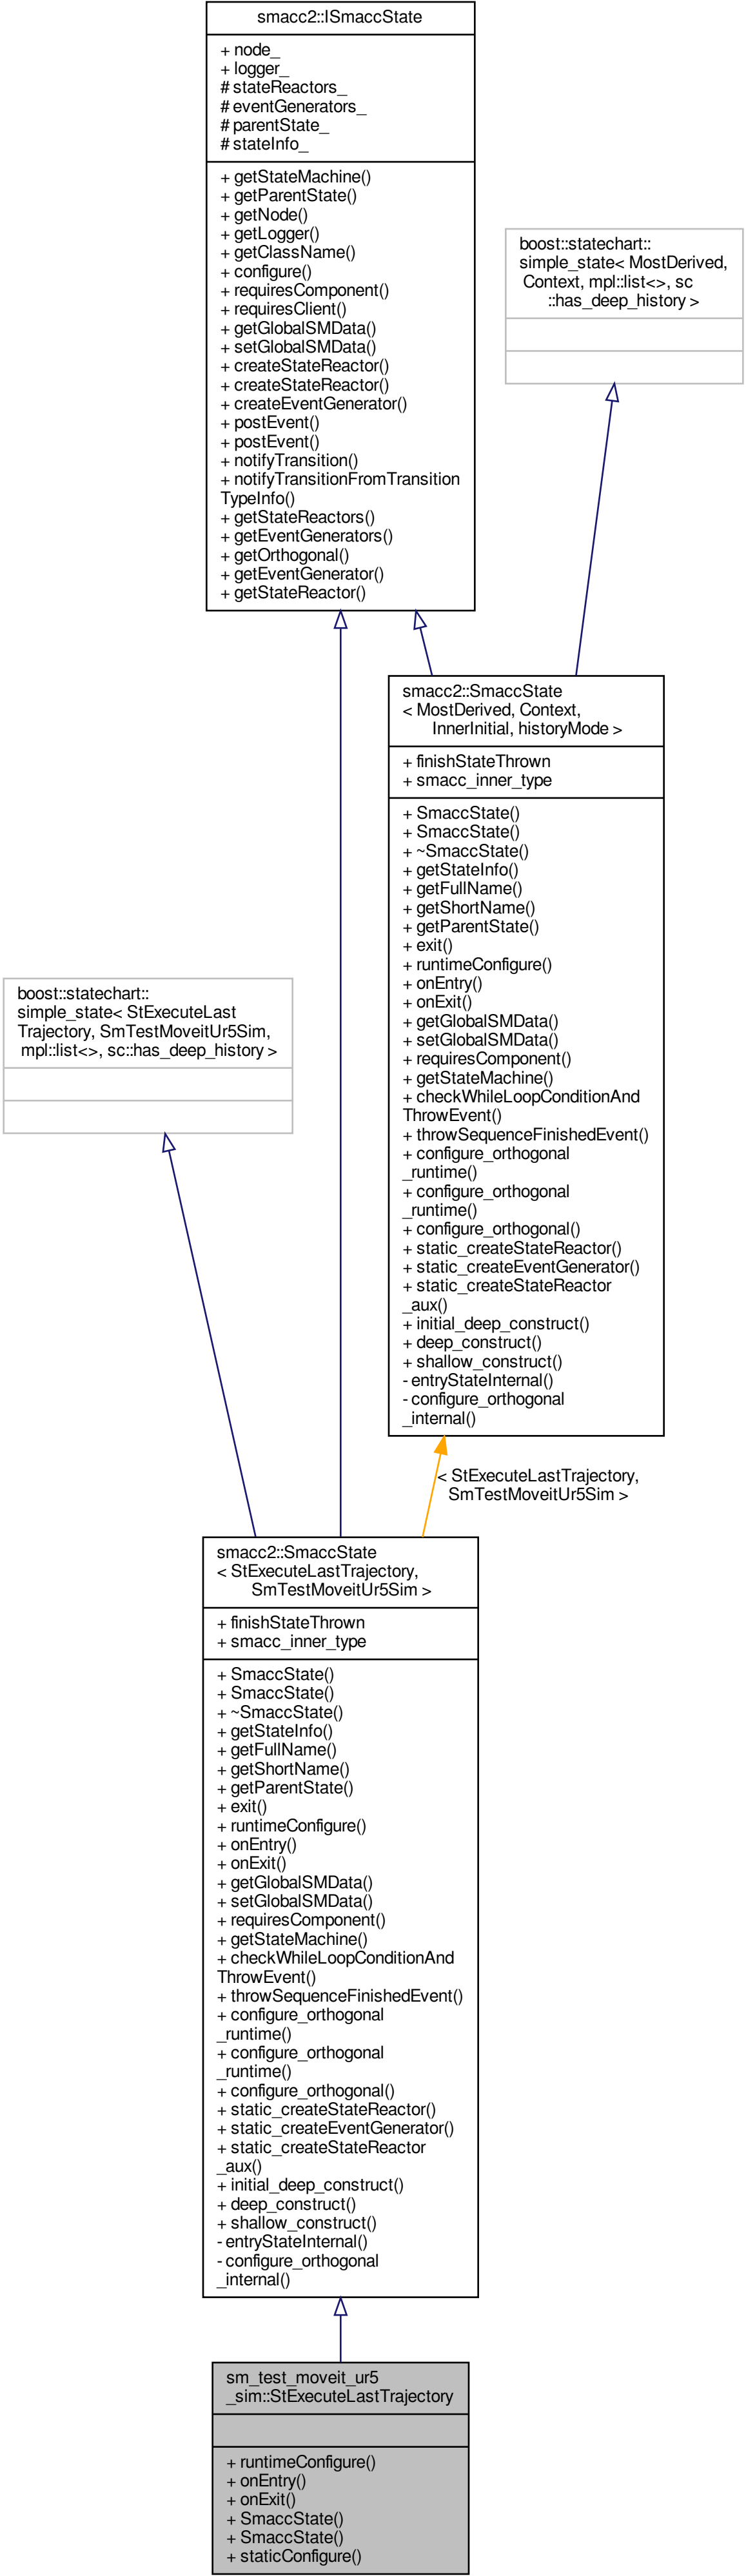 smacc2::ISmaccState
+ node_
+ logger_
# stateReactors_
# eventGenerators_
# parentState_
# stateInfo_
+ getStateMachine()
+ getParentState()
+ getNode()
+ getLogger()
+ getClassName()
+ configure()
+ requiresComponent()
+ requiresClient()
+ getGlobalSMData()
+ setGlobalSMData()
+ createStateReactor()
+ createStateReactor()
+ createEventGenerator()
+ postEvent()
+ postEvent()
+ notifyTransition()
+ notifyTransitionFromTransition
TypeInfo()
+ getStateReactors()
+ getEventGenerators()
+ getOrthogonal()
+ getEventGenerator()
+ getStateReactor()
boost::statechart::
simple_state< MostDerived,
Context, mpl::list<>, sc
::has_deep_history >
smacc2::SmaccState
< MostDerived, Context,
InnerInitial, historyMode >
+ finishStateThrown
+ smacc_inner_type
+ SmaccState()
+ SmaccState()
+ ~SmaccState()
+ getStateInfo()
+ getFullName()
+ getShortName()
+ getParentState()
+ exit()
+ runtimeConfigure()
+ onEntry()
+ onExit()
+ getGlobalSMData()
+ setGlobalSMData()
+ requiresComponent()
+ getStateMachine()
+ checkWhileLoopConditionAnd
ThrowEvent()
+ throwSequenceFinishedEvent()
+ configure_orthogonal
_runtime()
+ configure_orthogonal
_runtime()
+ configure_orthogonal()
+ static_createStateReactor()
+ static_createEventGenerator()
+ static_createStateReactor
_aux()
+ initial_deep_construct()
+ deep_construct()
+ shallow_construct()
- entryStateInternal()
- configure_orthogonal
_internal()
boost::statechart::
simple_state< StExecuteLast
Trajectory, SmTestMoveitUr5Sim,
mpl::list<>, sc::has_deep_history >
< StExecuteLastTrajectory,
SmTestMoveitUr5Sim >
smacc2::SmaccState
< StExecuteLastTrajectory,
SmTestMoveitUr5Sim >
+ finishStateThrown
+ smacc_inner_type
+ SmaccState()
+ SmaccState()
+ ~SmaccState()
+ getStateInfo()
+ getFullName()
+ getShortName()
+ getParentState()
+ exit()
+ runtimeConfigure()
+ onEntry()
+ onExit()
+ getGlobalSMData()
+ setGlobalSMData()
+ requiresComponent()
+ getStateMachine()
+ checkWhileLoopConditionAnd
ThrowEvent()
+ throwSequenceFinishedEvent()
+ configure_orthogonal
_runtime()
+ configure_orthogonal
_runtime()
+ configure_orthogonal()
+ static_createStateReactor()
+ static_createEventGenerator()
+ static_createStateReactor
_aux()
+ initial_deep_construct()
+ deep_construct()
+ shallow_construct()
- entryStateInternal()
- configure_orthogonal
_internal()
sm_test_moveit_ur5
_sim::StExecuteLastTrajectory
+ runtimeConfigure()
+ onEntry()
+ onExit()
+ SmaccState()
+ SmaccState()
+ staticConfigure()